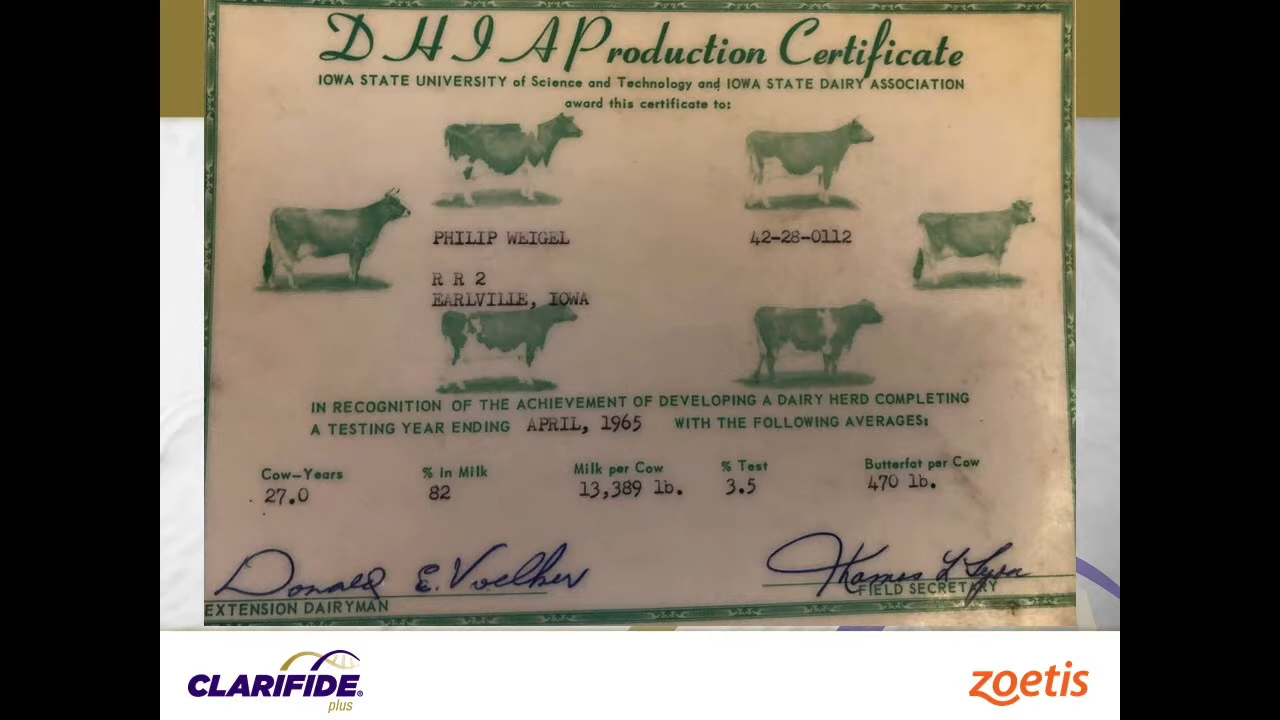 DHIA Production Certificate
IOWA STATE UNIVERSITY of Science and Technology and IOWA STATE DAIRY ASSOCIATION
award this certificate to:
PHILIP WEIGEL 42-28-0112
R R 2
EARLVILLE, IOWA
IN RECOGNITION OF THE ACHIEVEMENT OF DEVELOPING A DAIRY HERD COMPLETING
A TESTING YEAR ENDING APRIL, 1965 WITH THE FOLLOWING AVERAGES:
Cow-Years % in Milk Milk per Cow % Test Butterfat per Cow
27.0 82 13,389 lb. 3.5 470 lb.
Donald E. Voelker Thomas L
EXTENSION DAIRYMAN FIELD SECRETARY
CLARIFIDE®
plus
zoetis